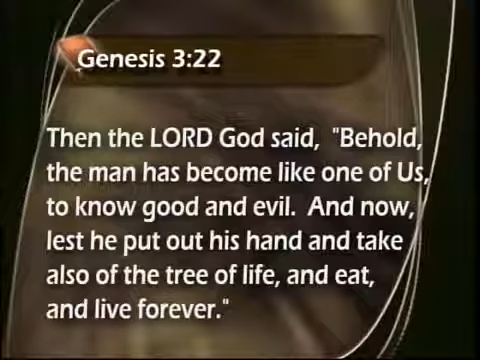 Genesis 3:22
Then the LORD God said, "Behold,
the man has become like one of Us,
to know good and evil. And now,
lest he put out his hand and take
also of the tree of life, and eat,
and live forever."